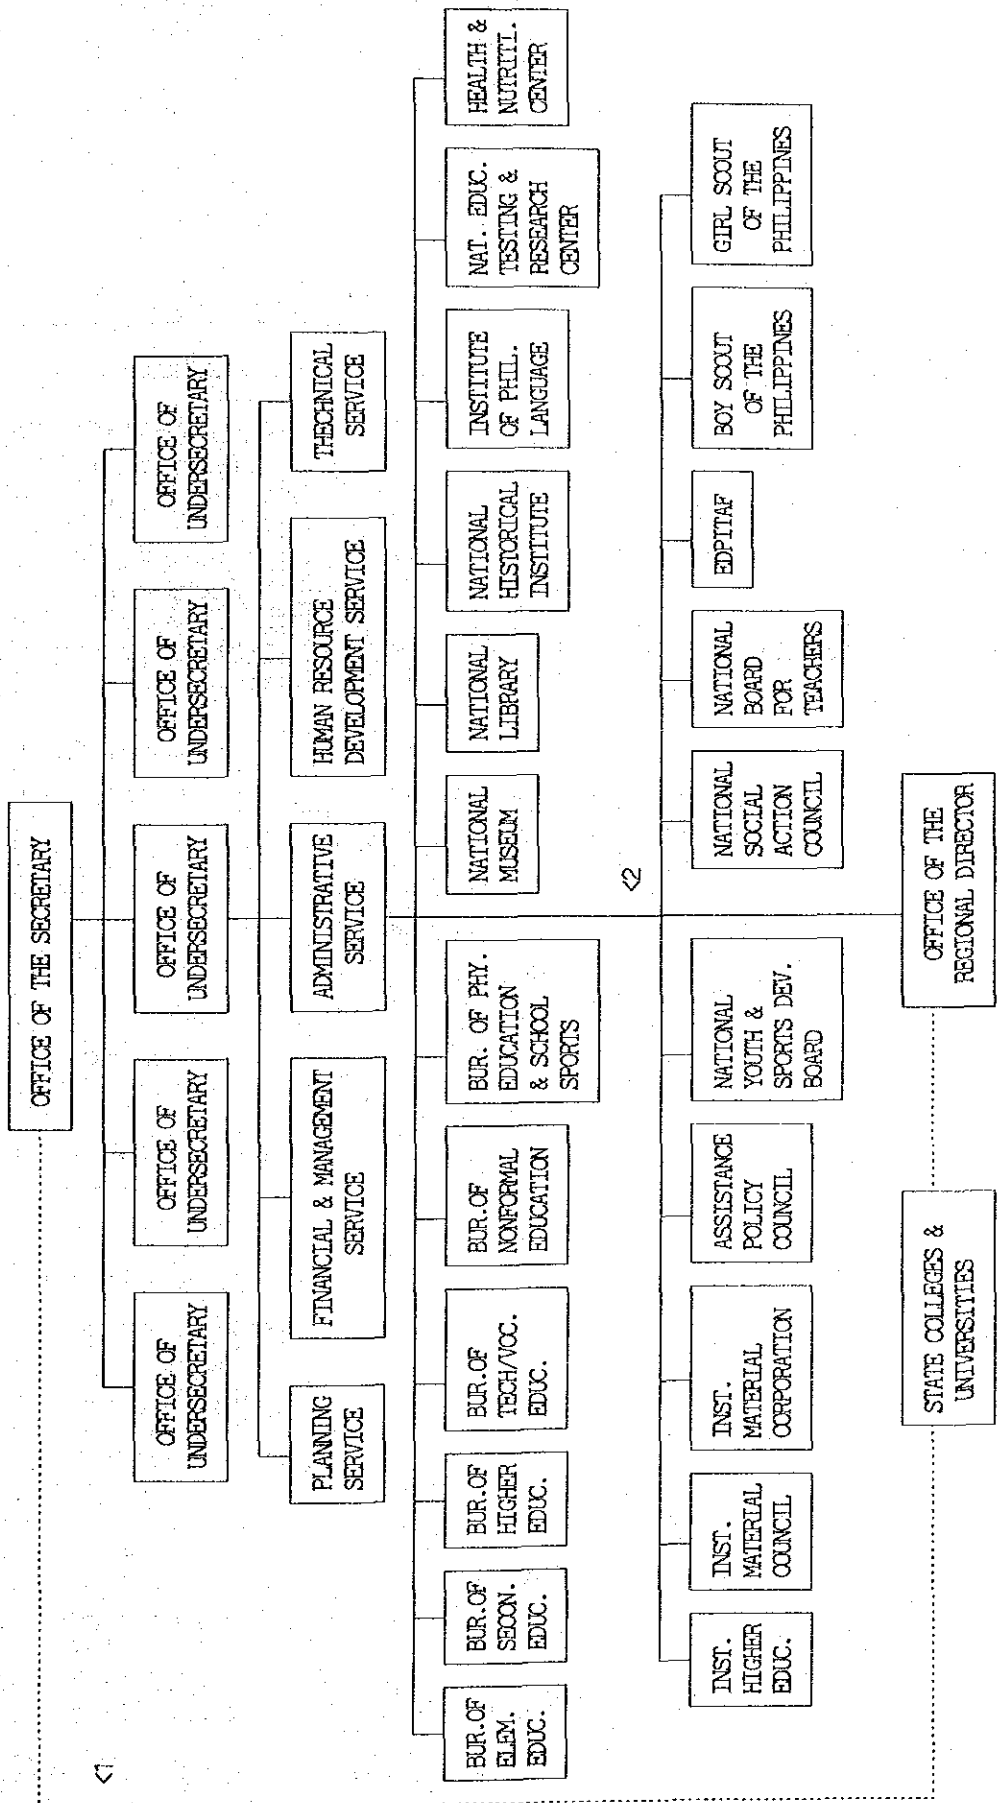 OFFICE OF THE SECRETARY
<1
OFFICE OF
UNDERSECRETARY
OFFICE OF
UNDERSECRETARY
OFFICE OF
UNDERSECRETARY
OFFICE OF
UNDERSECRETARY
OFFICE OF
UNDERSECRETARY
PLANNING
SERVICE
FINANCIAL & MANAGEMENT
SERVICE
ADMINISTRATIVE
SERVICE
HUMAN RESOURCE
DEVELOPMENT SERVICE
THECHNICAL
SERVICE
BUR.OF
ELEM.
EDUC.
BUR.OF
SECON.
EDUC.
BUR.OF
HIGHER
EDUC.
BUR.OF
TECH/VOC.
EDUC.
BUR.OF
NONFORMAL
EDUCATION
BUR. OF PHY.
EDUCATION
& SCHOOL
SPORTS
NATIONAL
MUSEUM
NATIONAL
LIBRARY
NATIONAL
HISTORICAL
INSTITUTE
INSTITUTE
OF PHIL.
LANGUAGE
NAT. EDUC.
TESTING &
RESEARCH
CENTER
HEALTH &
NUTRITL.
CENTER
<2
INST.
HIGHER
EDUC.
INST.
MATERIAL
COUNCIL
INST.
MATERIAL
CORPORATION
ASSISTANCE
POLICY
COUNCIL
NATIONAL
YOUTH &
SPORTS DEV.
BOARD
NATIONAL
SOCIAL
ACTION
COUNCIL
NATIONAL
BOARD
FOR
TEACHERS
EDPITAF
BOY SCOUT
OF THE
PHILIPPINES
GIRL SCOUT
OF THE
PHILIPPINES
STATE COLLEGES &
UNIVERSITIES
OFFICE OF THE
REGIONAL DIRECTOR